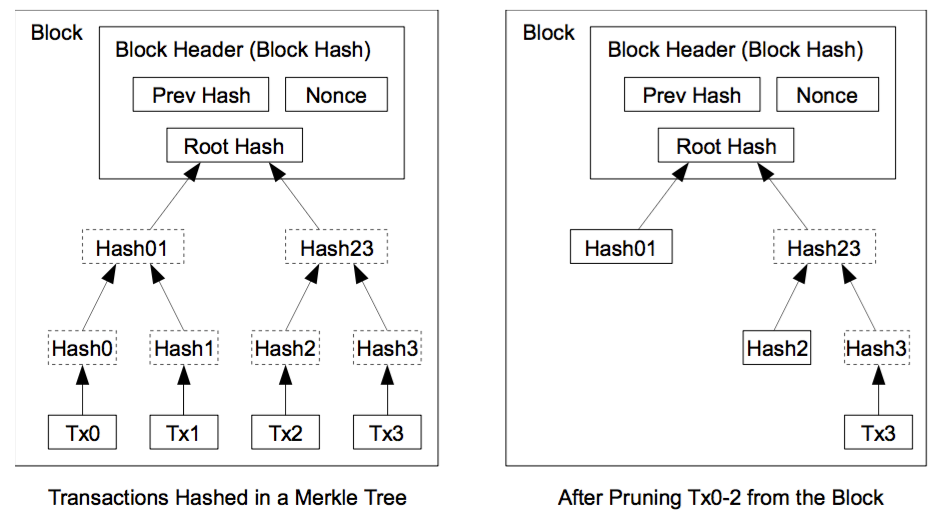 Block
Block Header (Block Hash)
Prev Hash
Nonce
Root Hash
Hash01
Hash23
Hash0
Hash1
Hash2
Hash3
Tx0
Tx1
Tx2
Tx3
Transactions Hashed in a Merkle Tree
Block
Block Header (Block Hash)
Prev Hash
Nonce
Root Hash
Hash01
Hash23
Hash2
Hash3
Tx3
After Pruning Tx0-2 from the Block